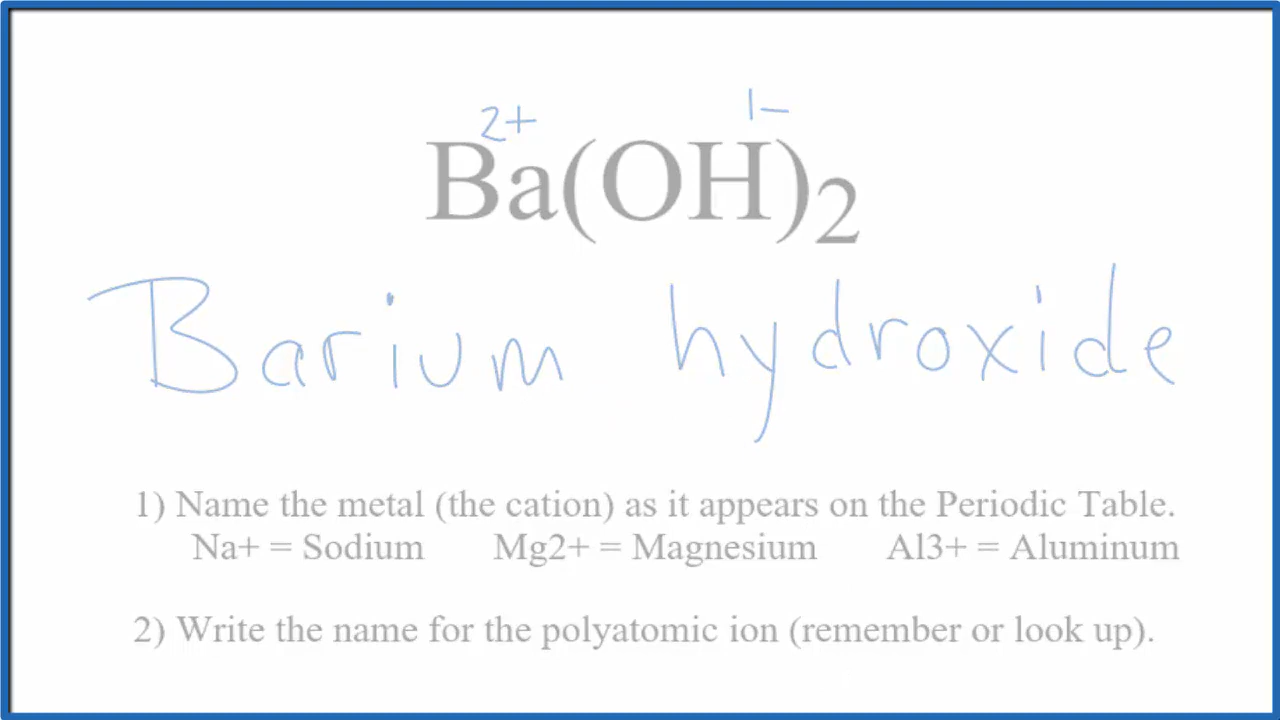 2+ 1-
Ba(OH)2
Barium hydroxide
1) Name the metal (the cation) as it appears on the Periodic Table.
Na+ = Sodium Mg2+ = Magnesium Al3+ = Aluminum
2) Write the name for the polyatomic ion (remember or look up).